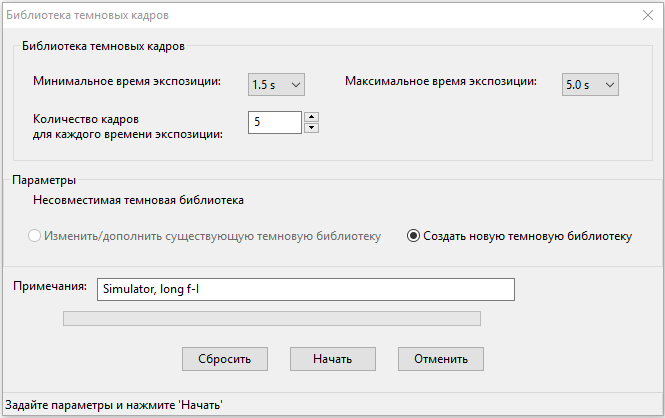 Библиотека темновых кадров
Библиотека темновых кадров
Минимальное время экспозиции: 1.5 s Максимальное время экспозиции: 5.0 s
Количество кадров
для каждого времени экспозиции: 5
Параметры
Несовместимая темновая библиотека
Изменить/дополнить существующую темновую библиотеку Создать новую темновую библиотеку
Примечания: Simulator, long f-l
Сбросить Начать Отменить
Задайте параметры и нажмите 'Начать'